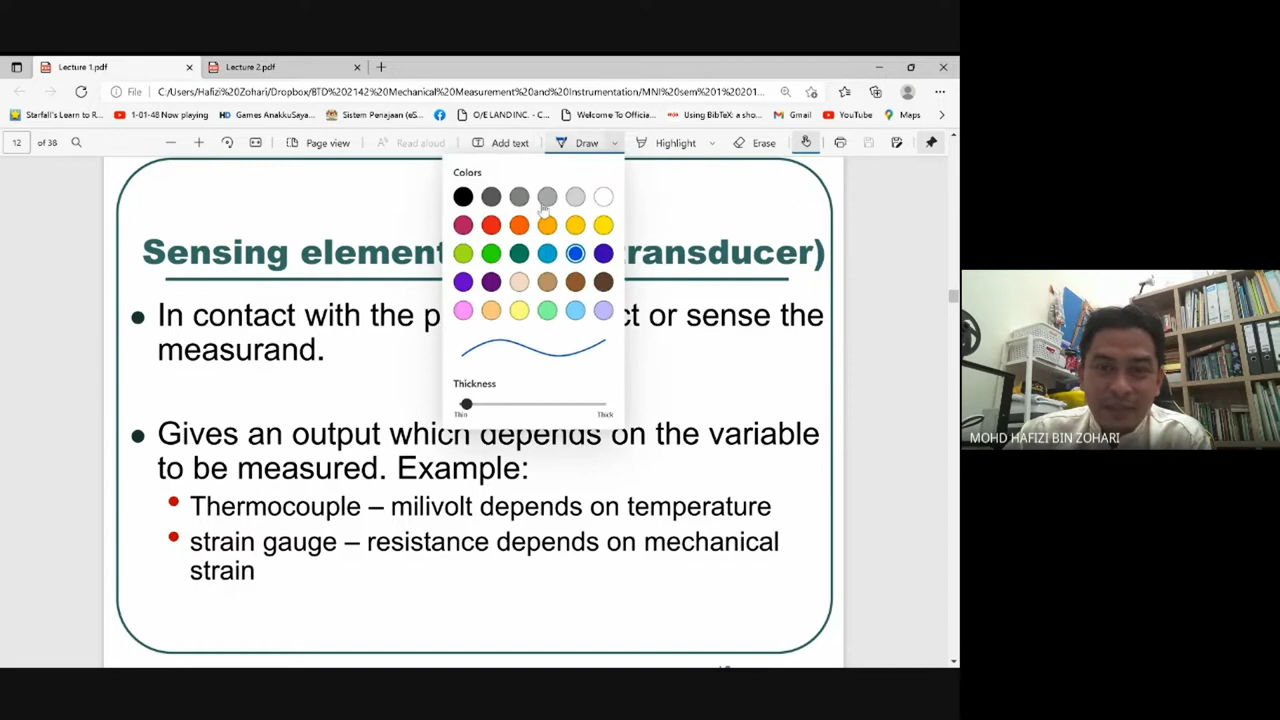 Lecture 1.pdf
Lecture 2.pdf
File
C:/Users/Hafizi%20Zohari/Dropbox/BTD%202142%20Mechanical%20Measurement%20and%20Instrumentation/MNI%20sem%201%202021...
Starfall's Learn to R...
1-01-48 Now playing
HD
Games AnakkuSaya...
Sistem Penajaan (eS...
O/E LAND INC. - C...
Welcome To Officia...
Using BibTeX: a sho...
Gmail
YouTube
Maps
12 of 38
Page view
Read aloud
Add text
Draw
Highlight
Erase
Colors
Thickness
Thin
Thick
Sensing element ransducer)
In contact with the p ct or sense the
measurand.
Gives an output which depends on the variable
to be measured. Example:
Thermocouple – milivolt depends on temperature
strain gauge – resistance depends on mechanical
strain
MOHD HAFIZI BIN ZOHARI